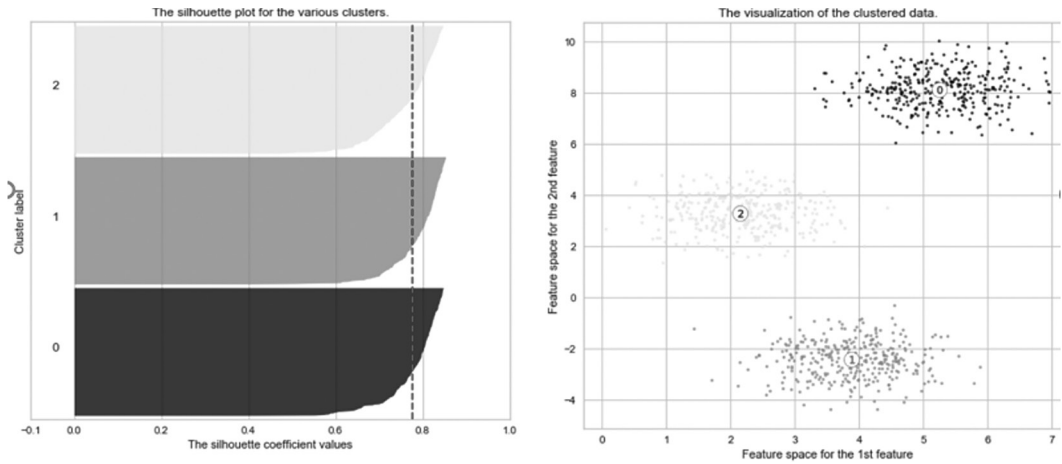 The silhouette plot for the various clusters.
2
1
0
Cluster label
−0.1 0.0 0.2 0.4 0.6 0.8 1.0
The silhouette coefficient values
The visualization of the clustered data.
10
8
6
4
2
0
−2
−4
0
2
1
Feature space for the 2nd feature
0 1 2 3 4 5 6 7
Feature space for the 1st feature